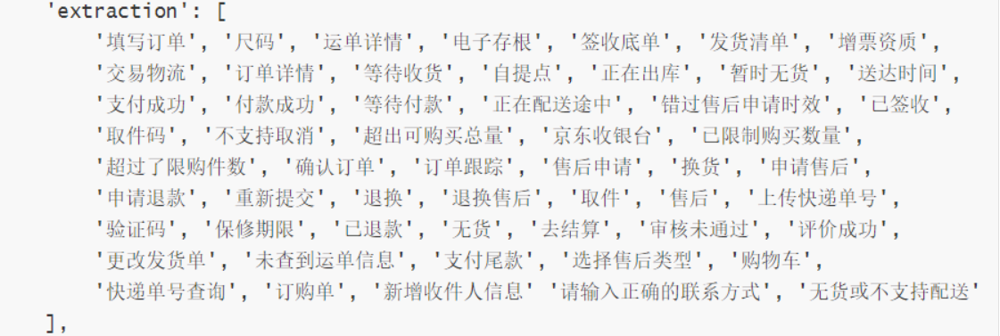 'extraction': [
'填写订单', '尺码', '运单详情', '电子存根', '签收底单', '发货清单', '增票资质',
'交易物流', '订单详情', '等待收货', '自提点', '正在出库', '暂时无货', '送达时间',
'支付成功', '付款成功', '等待付款', '正在配送途中', '错过售后申请时效', '已签收',
'取件码', '不支持取消', '超出可购买总量', '京东收银台', '已限制购买数量',
'超过了限购件数', '确认订单', '订单跟踪', '售后申请', '换货', '申请售后',
'申请退款', '重新提交', '退换', '退换售后', '取件', '售后', '上传快递单号',
'验证码', '保修期限', '已退款', '无货', '去结算', '审核未通过', '评价成功',
'更改发货单', '未查到运单信息', '支付尾款', '选择售后类型', '购物车',
'快递单号查询', '订购单', '新增收件人信息' '请输入正确的联系方式', '无货或不支持配送'
],